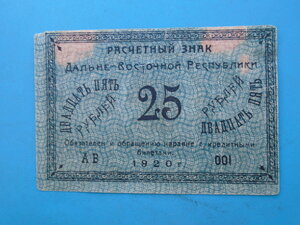 РАСЧЕТНЫЙ ЗНАК
ДАЛЬНЕ-ВОСТОЧНОЙ РЕСПУБЛИКИ
ДВАДЦАТЬ ПЯТЬ
РУБЛЕЙ
25
РУБЛЕЙ
ДВАДЦАТЬ ПЯТЬ
Обязателен к обращению наравне с кредитными
билетами
АВ 1920 г. 001